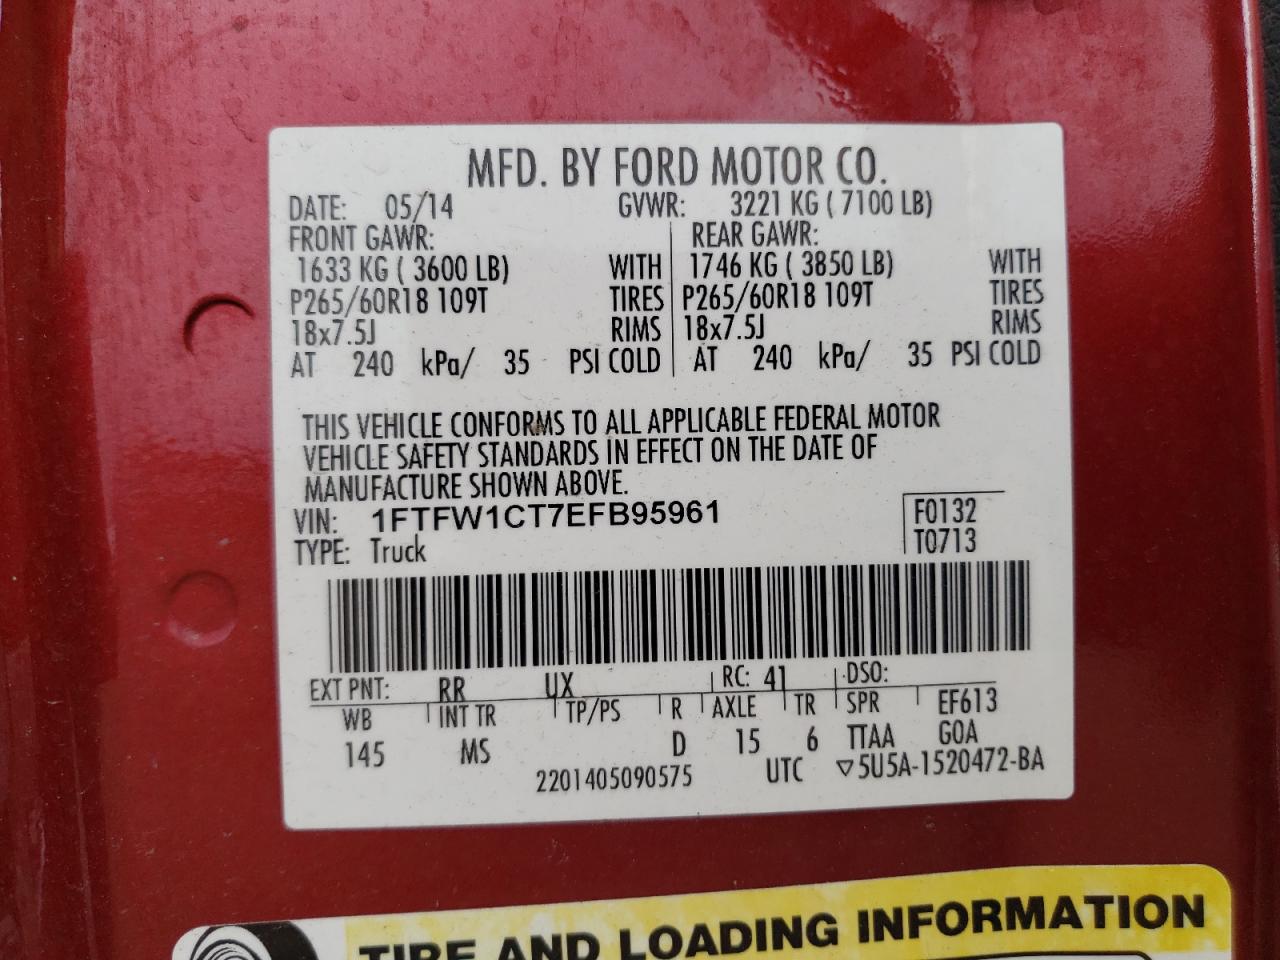 MFD. BY FORD MOTOR CO.
DATE: 05/14 GVWR: 3221 KG ( 7100 LB)
FRONT GAWR: REAR GAWR:
1633 KG ( 3600 LB) WITH 1746 KG ( 3850 LB) WITH
P265/60R18 109T TIRES P265/60R18 109T TIRES
18x7.5J RIMS 18x7.5J RIMS
AT 240 kPa/ 35 PSI COLD AT 240 kPa/ 35 PSI COLD
THIS VEHICLE CONFORMS TO ALL APPLICABLE FEDERAL MOTOR
VEHICLE SAFETY STANDARDS IN EFFECT ON THE DATE OF
MANUFACTURE SHOWN ABOVE.
VIN: 1FTFW1CT7EFB95961 F0132
TYPE: Truck T0713
EXT PNT: RR UX RC: 41 DSO:
WB INT TR TP/PS R AXLE TR SPR EF613
145 MS D 15 6 TTAA GOA
2201405090575 UTC ▽5U5A-1520472-BA
TIRE AND LOADING INFORMATION